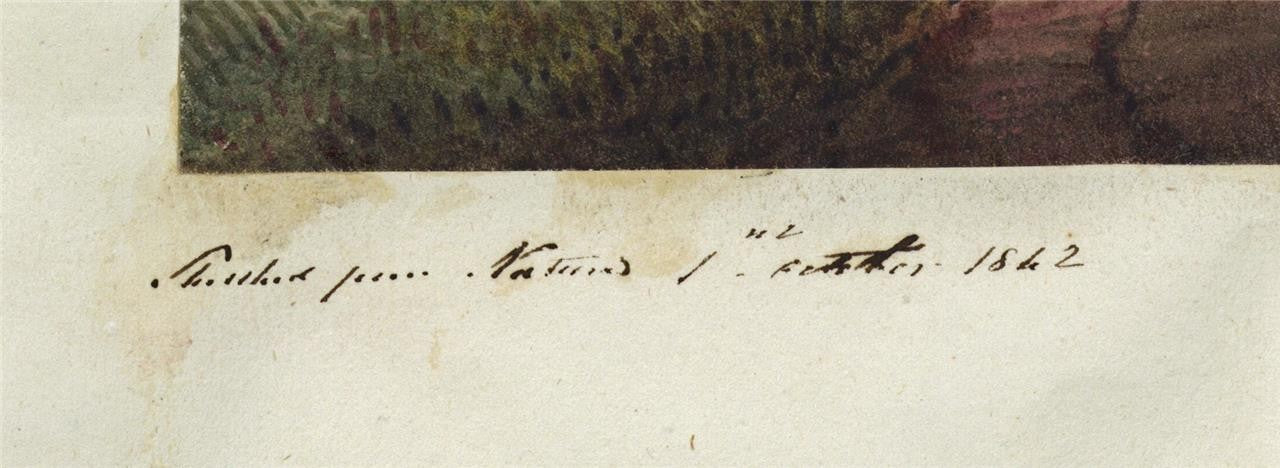 Sketched from Nature 1st October 1842